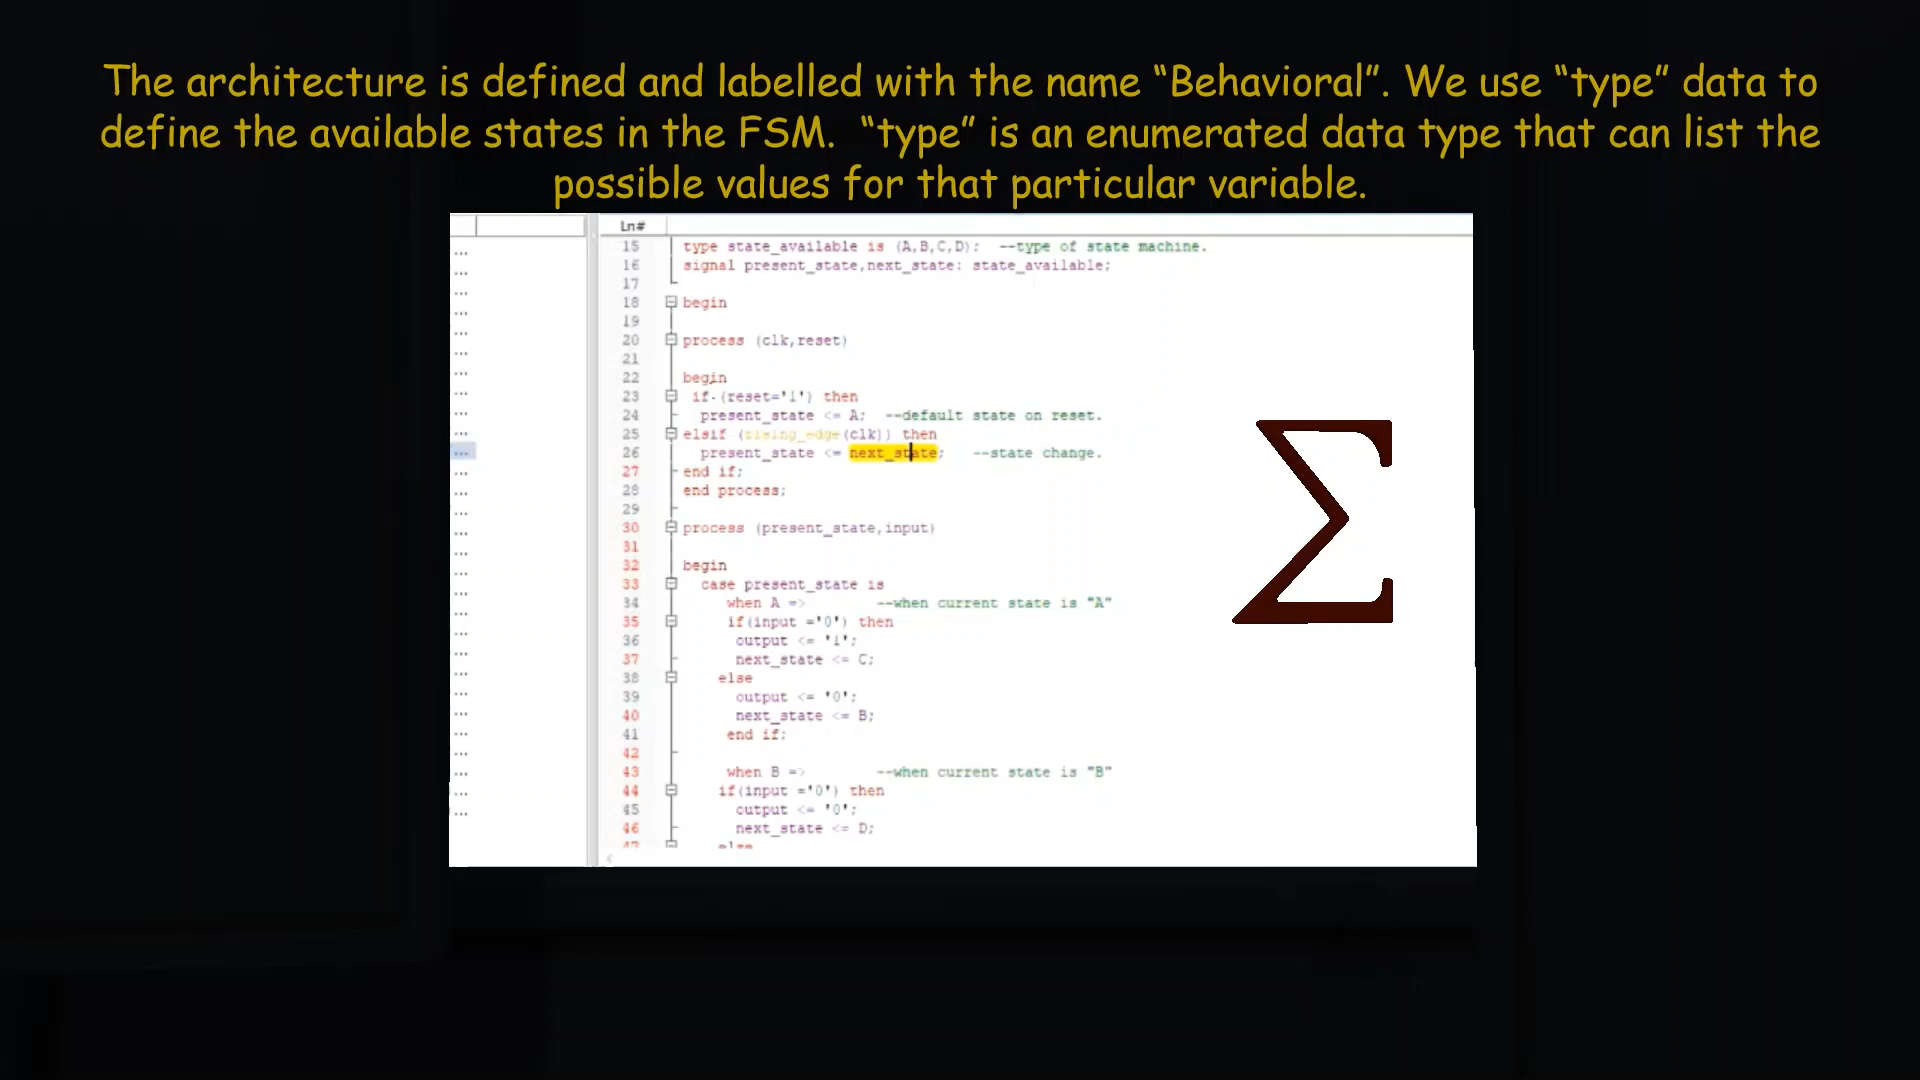 The architecture is defined and labelled with the name “Behavioral”. We use “type” data to
define the available states in the FSM. “type” is an enumerated data type that can list the
possible values for that particular variable.
Ln#
15 type state_available is (A,B,C,D); --type of state machine.
16 signal present_state,next_state: state_available;
17
18 begin
19
20 process (clk,reset)
21
22 begin
23 if (reset='1') then
24 present_state <= A; --default state on reset.
25 elsif (rising_edge(clk)) then
26 present_state <= next_state; --state change.
27 end if;
28 end process;
29
30 process (present_state,input)
31
32 begin
33 case present_state is
34 when A => --when current state is "A"
35 if(input ='0') then
36 output <= '1';
37 next_state <= C;
38 else
39 output <= '0';
40 next_state <= B;
41 end if;
42
43 when B => --when current state is "B"
44 if(input ='0') then
45 output <= '0';
46 next_state <= D;
47 else
Σ